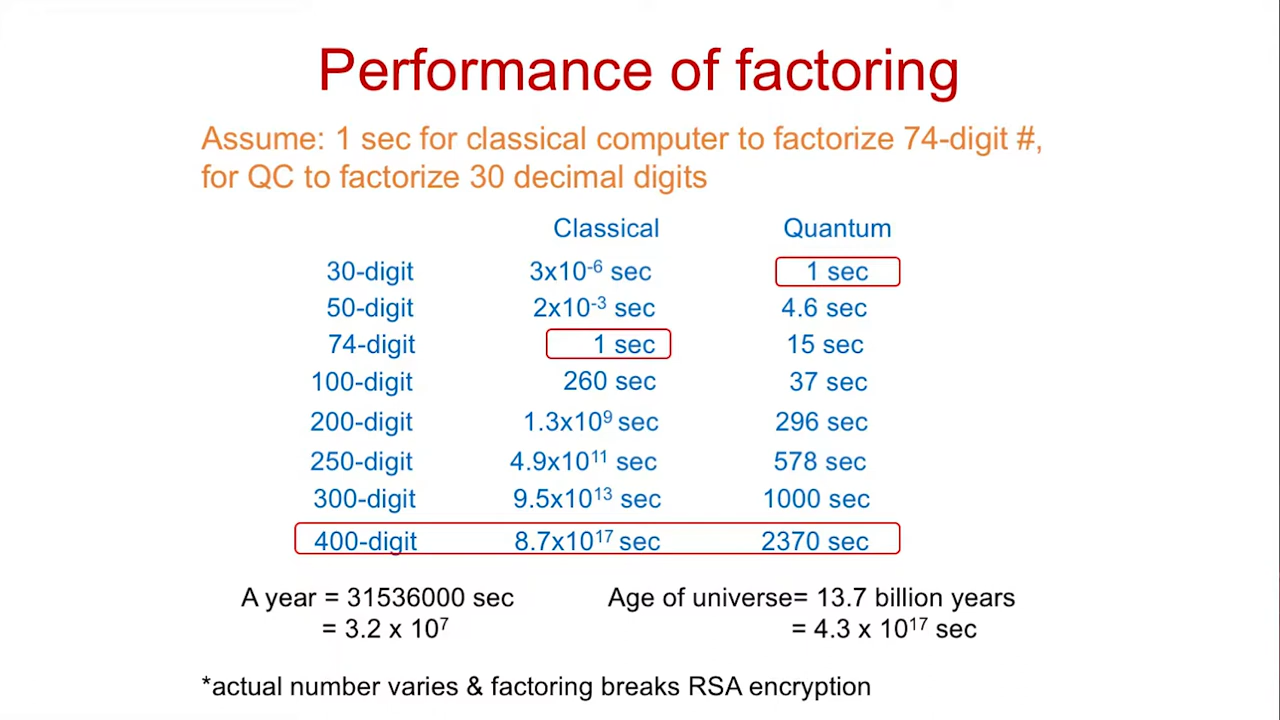 Performance of factoring
Assume: 1 sec for classical computer to factorize 74-digit #,
for QC to factorize 30 decimal digits
Classical Quantum
30-digit 3x10⁻⁶ sec 1 sec
50-digit 2x10⁻³ sec 4.6 sec
74-digit 1 sec 15 sec
100-digit 260 sec 37 sec
200-digit 1.3x10⁹ sec 296 sec
250-digit 4.9x10¹¹ sec 578 sec
300-digit 9.5x10¹³ sec 1000 sec
400-digit 8.7x10¹⁷ sec 2370 sec
A year = 31536000 sec Age of universe= 13.7 billion years
= 3.2 x 10⁷ = 4.3 x 10¹⁷ sec
*actual number varies & factoring breaks RSA encryption